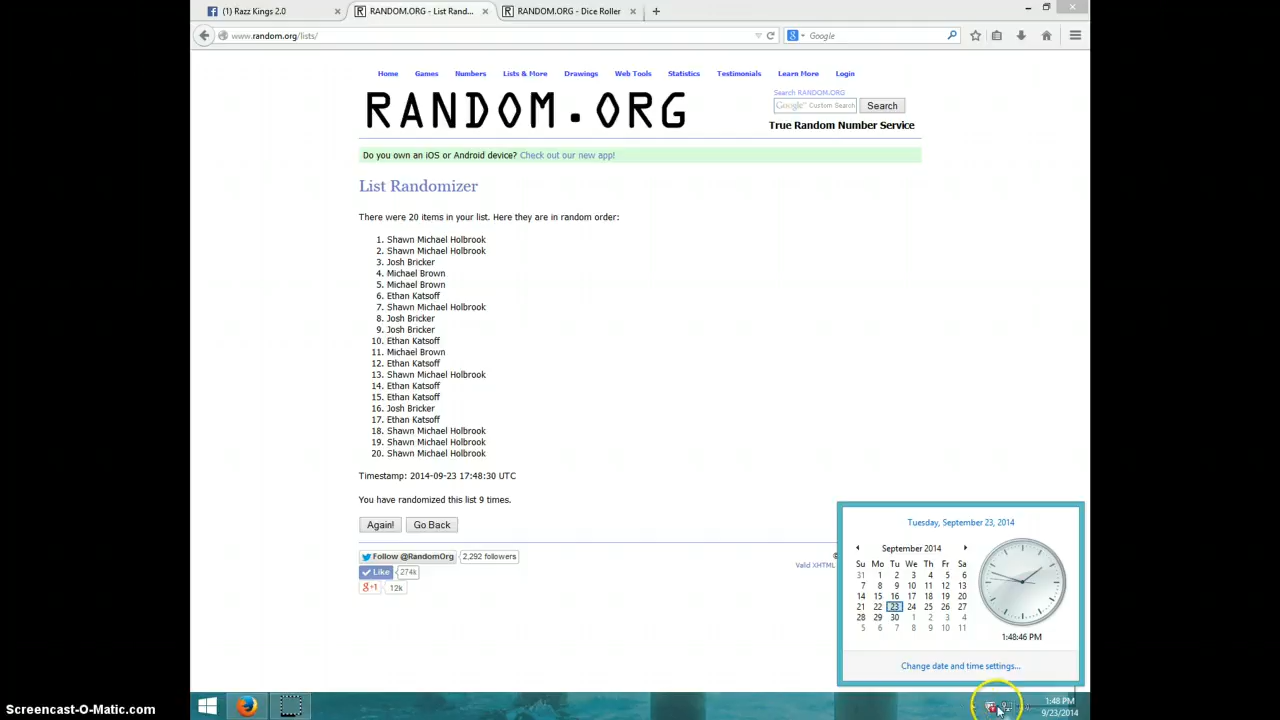 (1) Razz Kings 2.0
RANDOM.ORG - List Rand...
RANDOM.ORG - Dice Roller
www.random.org/lists/
Google
Home Games Numbers Lists & More Drawings Web Tools Statistics Testimonials Learn More Login
RANDOM.ORG
Search RANDOM.ORG
Google™ Custom Search
Search
True Random Number Service
Do you own an iOS or Android device? Check out our new app!
List Randomizer
There were 20 items in your list. Here they are in random order:
1. Shawn Michael Holbrook
2. Shawn Michael Holbrook
3. Josh Bricker
4. Michael Brown
5. Michael Brown
6. Ethan Katsoff
7. Shawn Michael Holbrook
8. Josh Bricker
9. Josh Bricker
10. Ethan Katsoff
11. Michael Brown
12. Ethan Katsoff
13. Shawn Michael Holbrook
14. Ethan Katsoff
15. Ethan Katsoff
16. Josh Bricker
17. Ethan Katsoff
18. Shawn Michael Holbrook
19. Shawn Michael Holbrook
20. Shawn Michael Holbrook
Timestamp: 2014-09-23 17:48:30 UTC
You have randomized this list 9 times.
Again! Go Back
Follow @RandomOrg 2,292 followers
Like 274k
g+1 12k
©
Valid XHTML
Tuesday, September 23, 2014
September 2014
Su Mo Tu We Th Fr Sa
31 1 2 3 4 5 6
7 8 9 10 11 12 13
14 15 16 17 18 19 20
21 22 23 24 25 26 27
28 29 30 1 2 3 4
5 6 7 8 9 10 11
1:48:46 PM
Change date and time settings...
1:48 PM
9/23/2014
Screencast-O-Matic.com